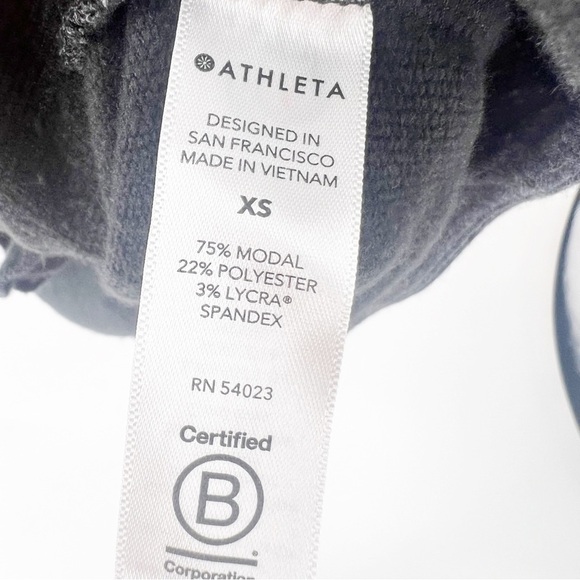 ATHLETA
DESIGNED IN
SAN FRANCISCO
MADE IN VIETNAM
XS
75% MODAL
22% POLYESTER
3% LYCRA®
SPANDEX
RN 54023
Certified
B
Corporation